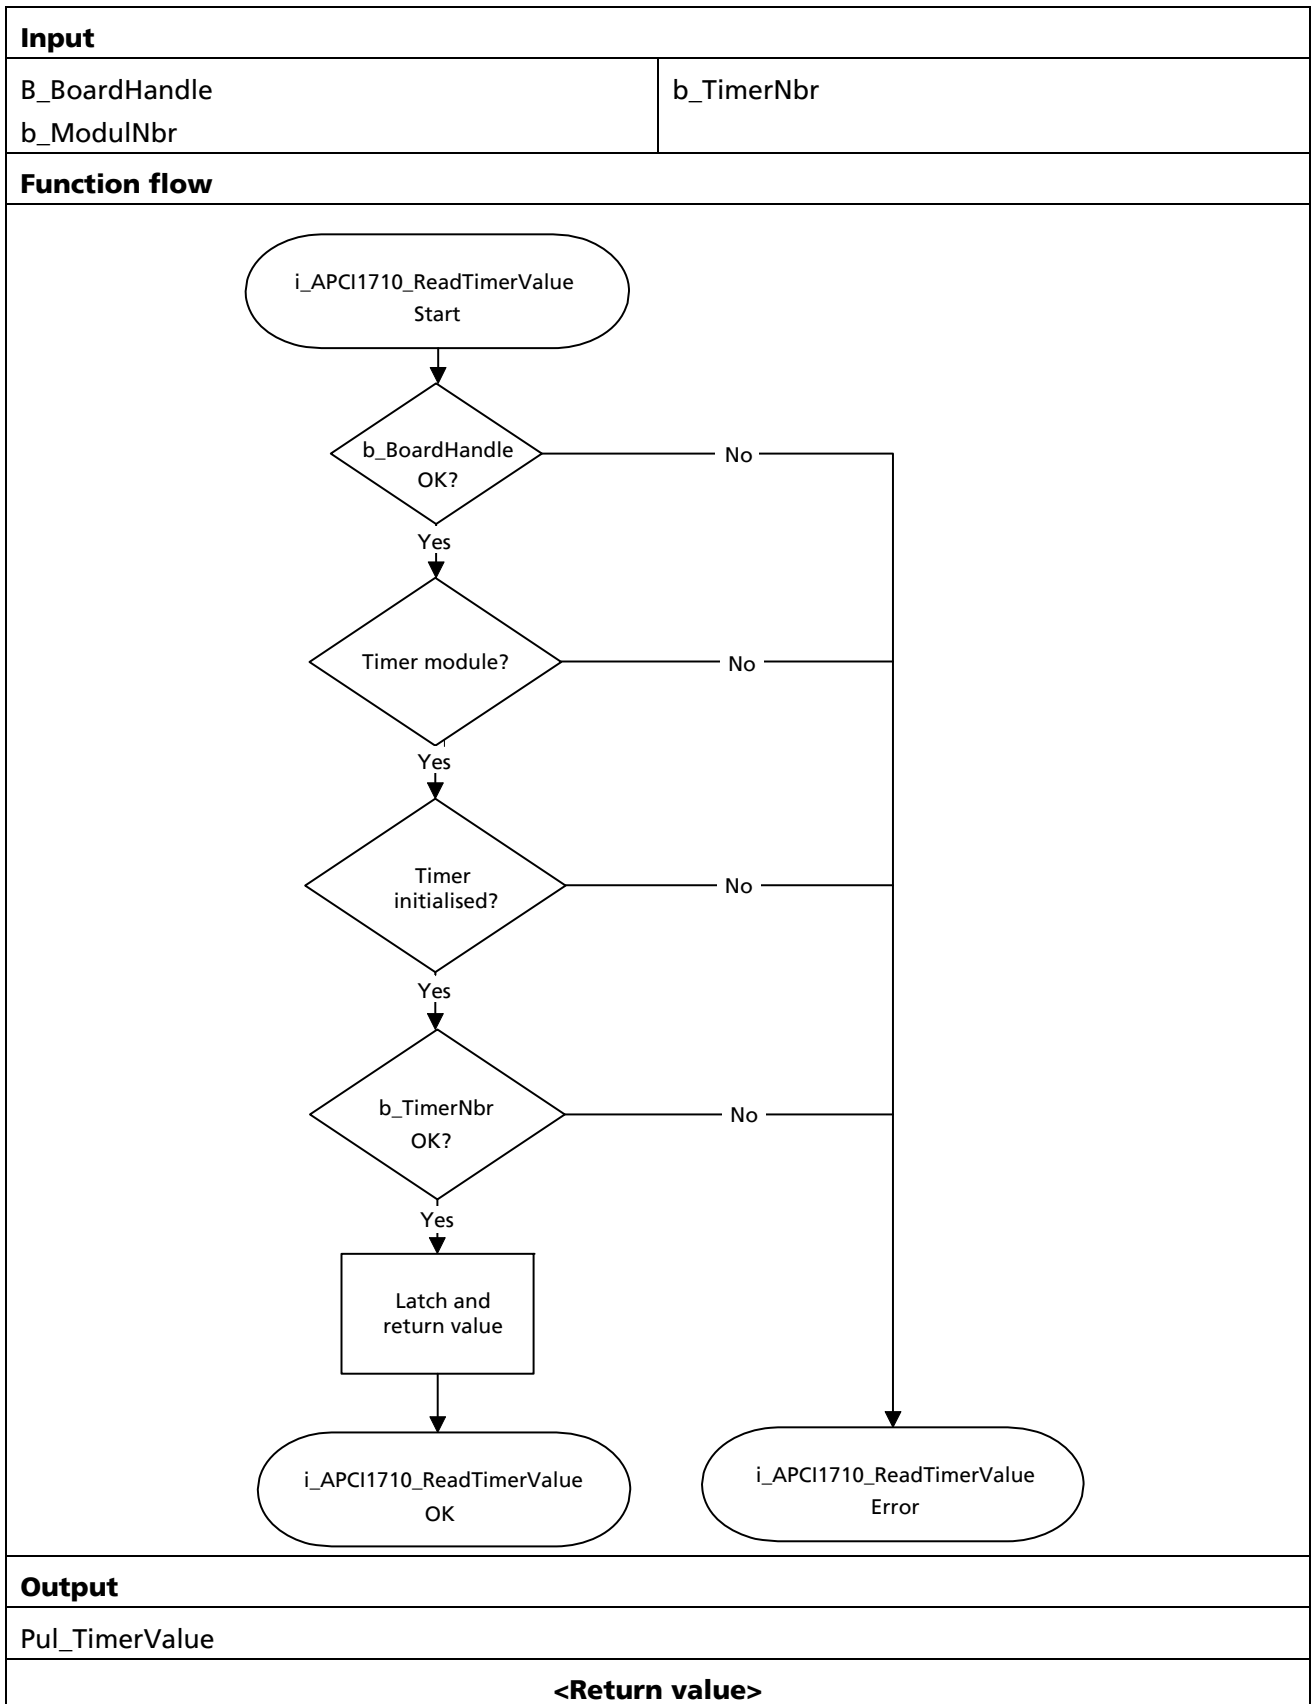 Input
B_BoardHandle
b_ModulNbr
b_TimerNbr
Function flow
i_APCI1710_ReadTimerValue
Start
b_BoardHandle
OK?
No
Yes
Timer module?
No
Yes
Timer
initialised?
No
Yes
b_TimerNbr
OK?
No
Yes
Latch and
return value
i_APCI1710_ReadTimerValue
OK
i_APCI1710_ReadTimerValue
Error
Output
Pul_TimerValue
<Return value>